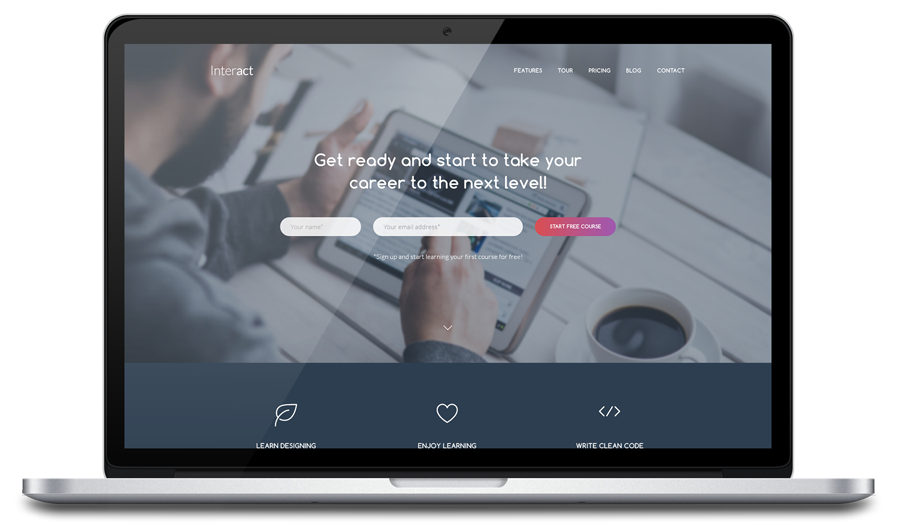 Interact
FEATURES TOUR PRICING BLOG CONTACT
Get ready and start to take your
career to the next level!
Your name* Your email address* START FREE COURSE
*Sign up and start learning your first course for free!
LEARN DESIGNING ENJOY LEARNING WRITE CLEAN CODE